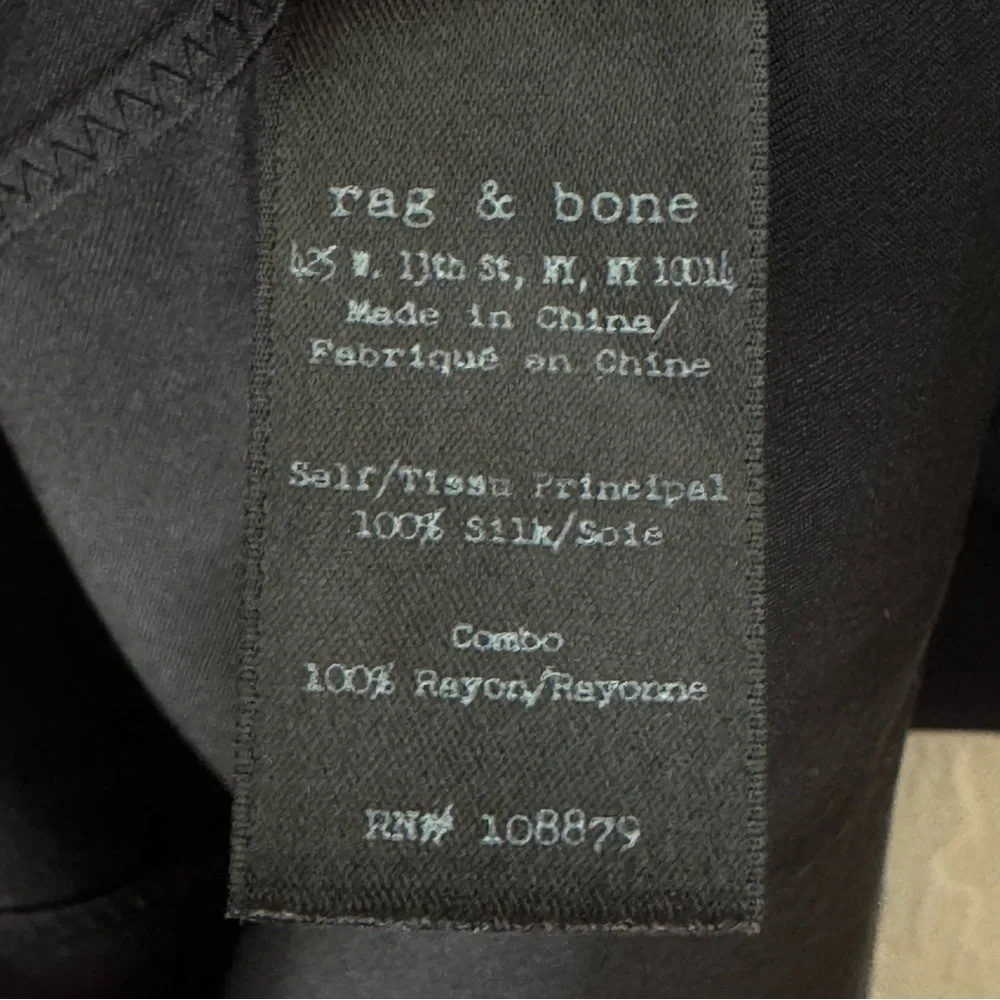 rag & bone
425 W. 13th St, NY, NY 10014
Made in China/
Fabriqué en Chine
Self/Tissu Principal
100% Silk/Soie
Combo
100% Rayon/Rayonne
RN# 108879